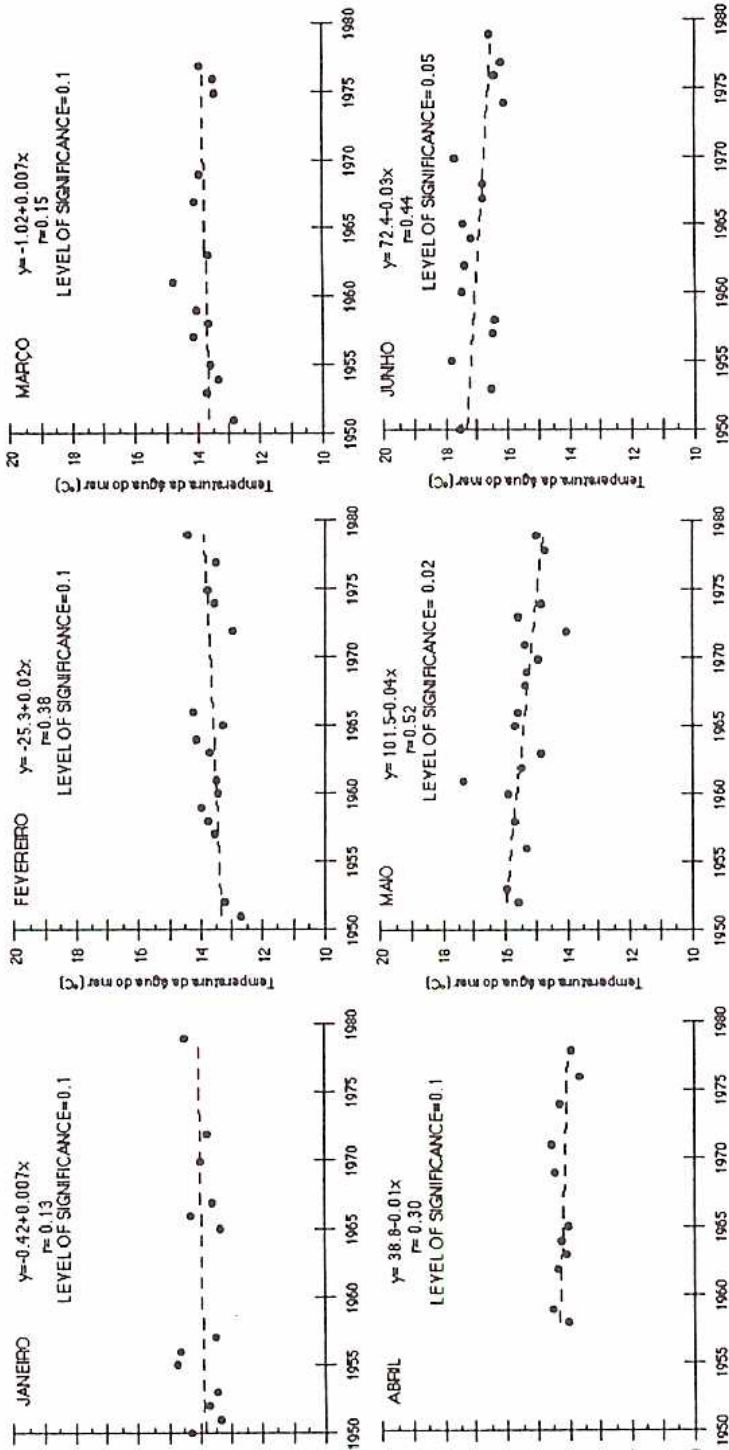 JANEIRO
y=-0.42+0.007x
r=0.13
LEVEL OF SIGNIFICANCE=0.1
1950 1955 1960 1965 1970 1975 1980
FEVEREIRO
y= -25.3+0.02x
r=0.38
LEVEL OF SIGNIFICANCE=0.1
Temperatura da água do mar (°C)
20
18
16
14
12
10
1950 1955 1960 1965 1970 1975 1980
MARÇO
y= -1.02+0.007x
r=0.15
LEVEL OF SIGNIFICANCE=0.1
Temperatura da água do mar (°C)
20
18
16
14
12
10
1950 1955 1960 1965 1970 1975 1980
ABRIL
y= 38.8-0.01x
r= 0.30
LEVEL OF SIGNIFICANCE=0.1
1950 1955 1960 1965 1970 1975 1980
MAIO
y= 101.5-0.04x
r=0.52
LEVEL OF SIGNIFICANCE= 0.02
Temperatura da água do mar (°C)
20
18
16
14
12
10
1950 1955 1960 1965 1970 1975 1980
JUNHO
y= 72.4-0.03x
r=0.44
LEVEL OF SIGNIFICANCE=0.05
Temperatura da água do mar (°C)
20
18
16
14
12
10
1950 1955 1960 1965 1970 1975 1980